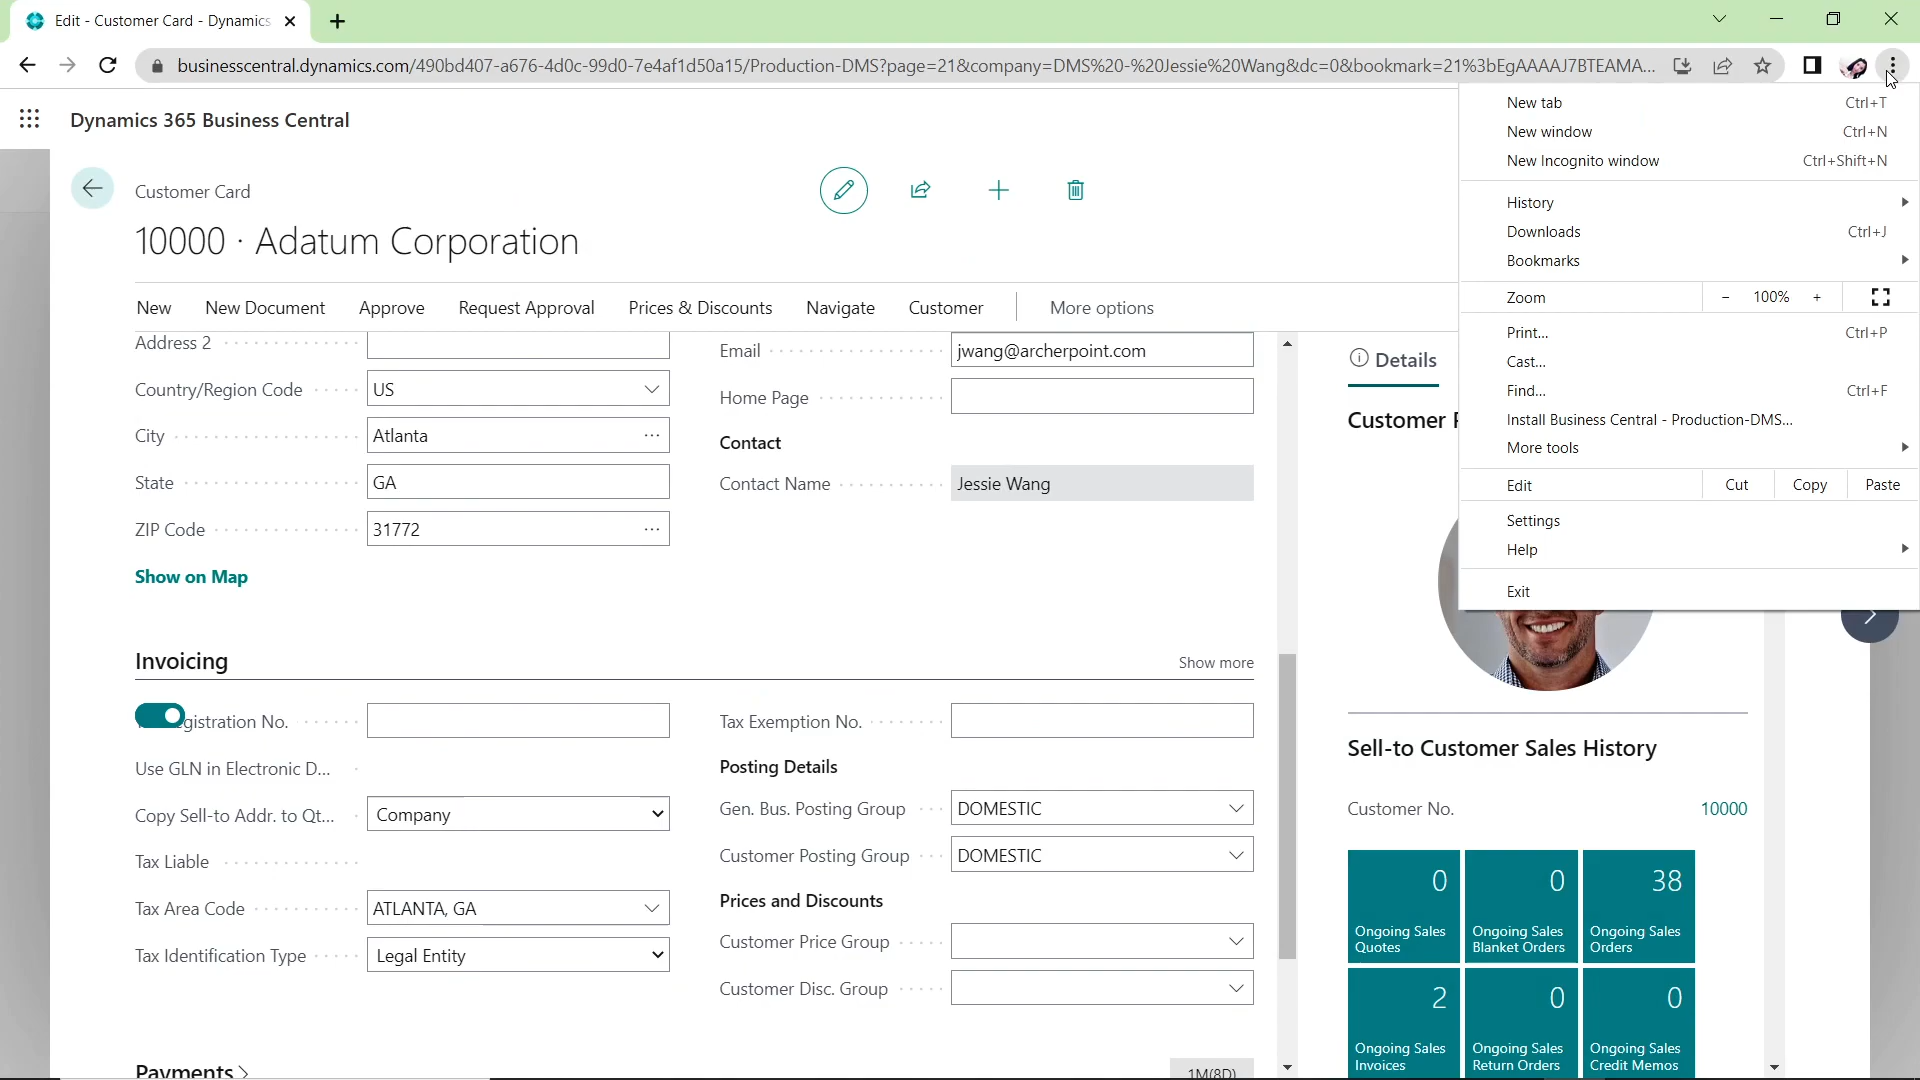 Edit - Customer Card - Dynamics
businesscentral.dynamics.com/490bd407-a676-4d0c-99d0-7e4af1d50a15/Production-DMS?page=21&company=DMS%20-%20Jessie%20Wang&dc=0&bookmark=21%3bEgAAAAJ7BTEAMA...
Dynamics 365 Business Central
Customer Card
10000 · Adatum Corporation
New New Document Approve Request Approval Prices & Discounts Navigate Customer More options
Address 2
Country/Region Code US
City Atlanta ...
State GA
ZIP Code 31772 ...
Show on Map
Email jwang@archerpoint.com
Home Page
Contact
Contact Name Jessie Wang
Invoicing Show more
gistration No.
Use GLN in Electronic D...
Copy Sell-to Addr. to Qt... Company
Tax Liable
Tax Area Code ATLANTA, GA
Tax Identification Type Legal Entity
Tax Exemption No.
Posting Details
Gen. Bus. Posting Group DOMESTIC
Customer Posting Group DOMESTIC
Prices and Discounts
Customer Price Group
Customer Disc. Group
Payments > 1M(8D)
Details
Customer P
Sell-to Customer Sales History
Customer No. 10000
0
Ongoing Sales
Quotes
0
Ongoing Sales
Blanket Orders
38
Ongoing Sales
Orders
2
Ongoing Sales
Invoices
0
Ongoing Sales
Return Orders
0
Ongoing Sales
Credit Memos
New tab Ctrl+T
New window Ctrl+N
New Incognito window Ctrl+Shift+N
History
Downloads Ctrl+J
Bookmarks
Zoom - 100% +
Print... Ctrl+P
Cast...
Find... Ctrl+F
Install Business Central - Production-DMS...
More tools
Edit Cut Copy Paste
Settings
Help
Exit